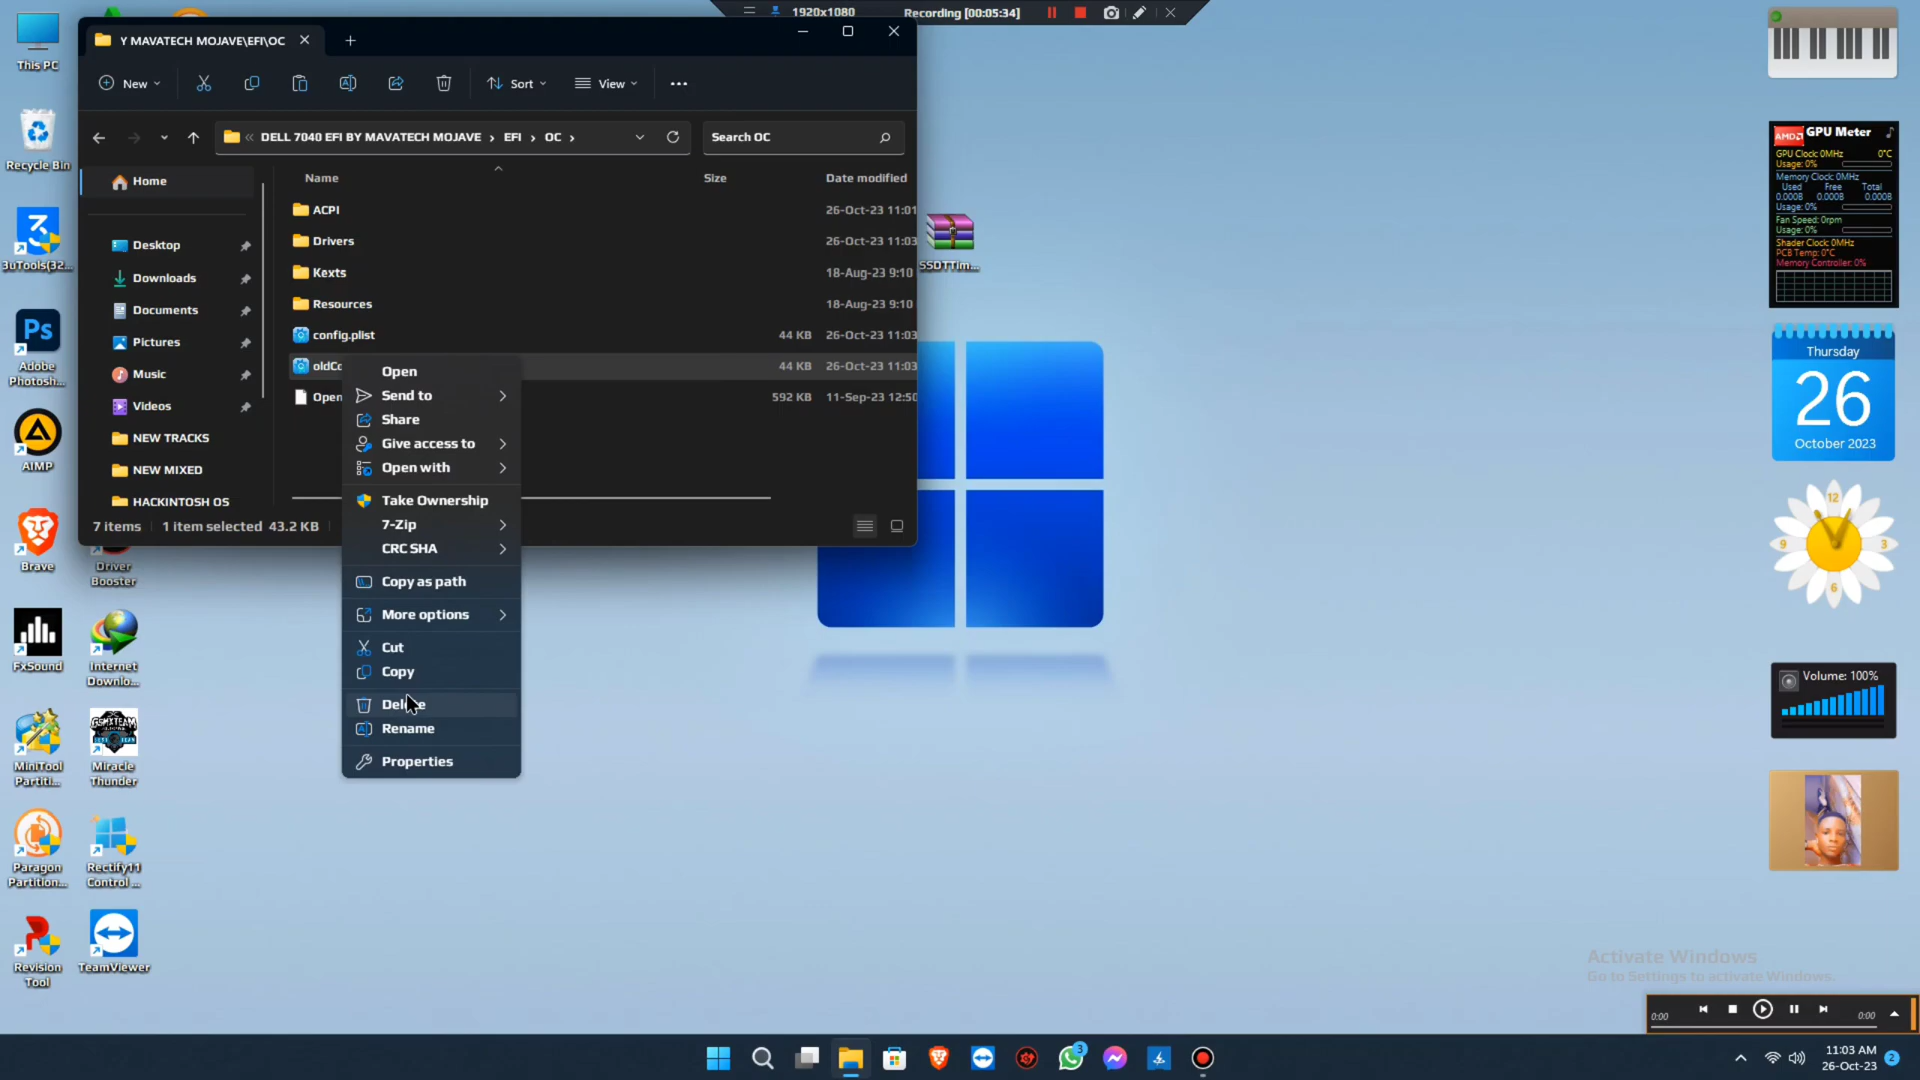 1920x1080
Recording [00:05:34]
Y MAVATECH MOJAVE\EFI\OC
New
Sort
View
DELL 7040 EFI BY MAVATECH MOJAVE
EFI
OC
Search OC
Home
Desktop
Downloads
Documents
Pictures
Music
Videos
NEW TRACKS
NEW MIXED
HACKINTOSH OS
Name
Size
Date modified
ACPI
26-Oct-23 11:01
Drivers
26-Oct-23 11:03
Kexts
18-Aug-23 9:10
Resources
18-Aug-23 9:10
config.plist
44 KB
26-Oct-23 11:03
oldCo
44 KB
26-Oct-23 11:03
Open
592 KB
11-Sep-23 12:50
7 items
1 item selected 43.2 KB
Open
Send to
Share
Give access to
Open with
Take Ownership
7-Zip
CRC SHA
Copy as path
More options
Cut
Copy
Delete
Rename
Properties
This PC
Recycle Bin
3uTools(32...
Ps
Adobe
Photosh...
AIMP
Brave
Driver
Booster
FxSound
Internet
Downlo...
MiniTool
Partiti...
GSMXTEAM
Miracle
Thunder
Paragon
Partition...
Rectify11
Control ...
Revision
Tool
TeamViewer
SSDTTim...
AMD
GPU Meter
GPU Clock: 0MHz
0°C
Usage: 0%
Memory Clock: 0MHz
Used
Free
Total
0.000B
0.000B
0.000B
Usage: 0%
Fan Speed: 0rpm
Usage: 0%
Shader Clock: 0MHz
PCB Temp: 0°C
Memory Controller: 0%
Thursday
26
October 2023
12
3
6
9
Volume: 100%
Activate Windows
Go to Settings to activate Windows.
0:00
0:00
3
11:03 AM
26-Oct-23
2